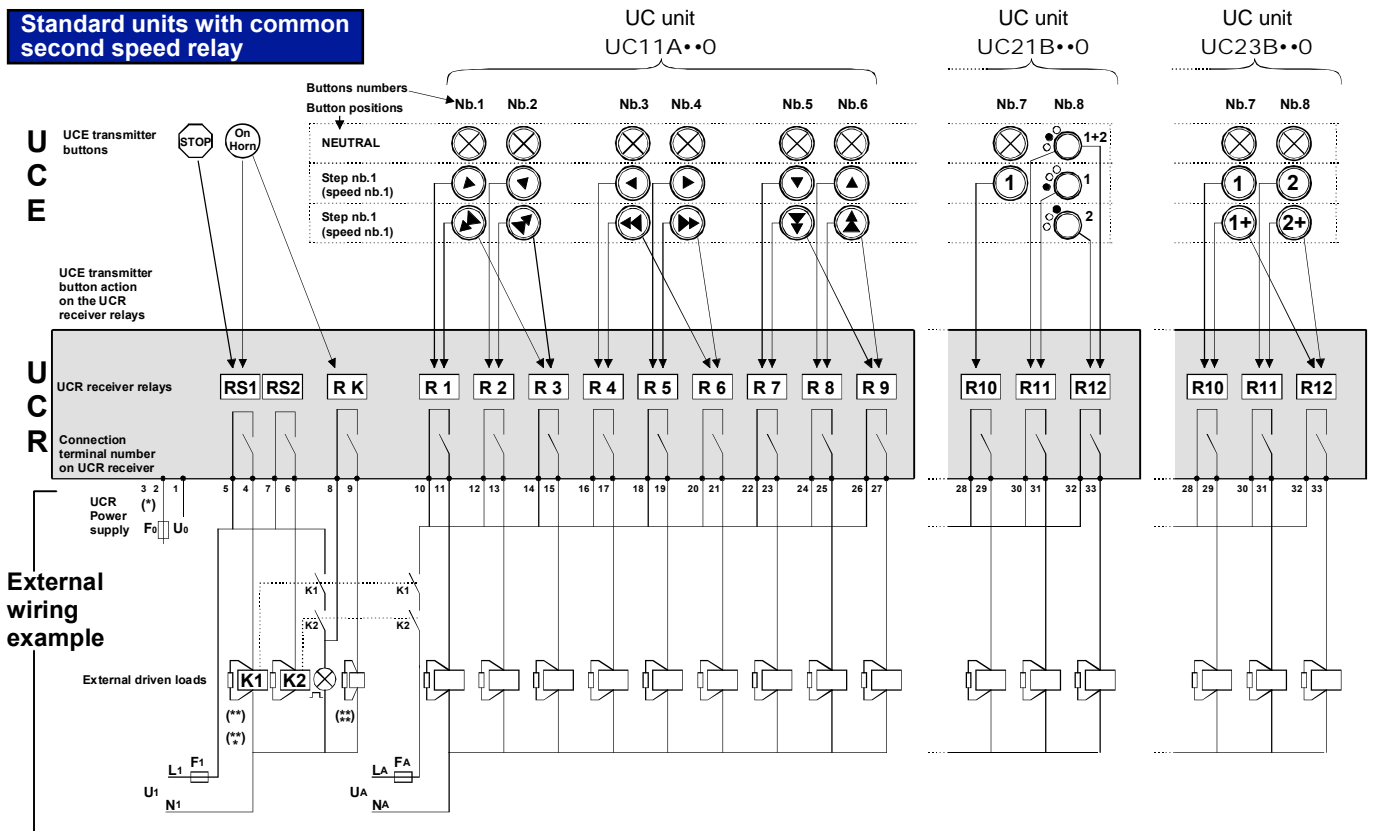 Standard units with common
second speed relay
UC unit
UC11A••0
UC unit
UC21B••0
UC unit
UC23B••0
Buttons numbers
Button positions
Nb.1 Nb.2 Nb.3 Nb.4 Nb.5 Nb.6 Nb.7 Nb.8 Nb.7 Nb.8
UCE
UCE transmitter
buttons
STOP
On
Horn
NEUTRAL
1+2
Step nb.1
(speed nb.1)
1 1 1 2
Step nb.1
(speed nb.1)
2 1+ 2+
UCE transmitter
button action
on the UCR
receiver relays
UCR
UCR receiver relays
RS1 RS2 R K R 1 R 2 R 3 R 4 R 5 R 6 R 7 R 8 R 9 R10 R11 R12 R10 R11 R12
Connection
terminal number
on UCR receiver
3 2 1 5 4 7 6 8 9 10 11 12 13 14 15 16 17 18 19 20 21 22 23 24 25 26 27 28 29 30 31 32 33 28 29 30 31 32 33
(*)
UCR
Power
supply
F0 U0
External
wiring
example
K1 K1
K2 K2
External driven loads
K1 K2
(**) (****)
(***)
L1 F1 LA FA
U1 UA
N1 NA